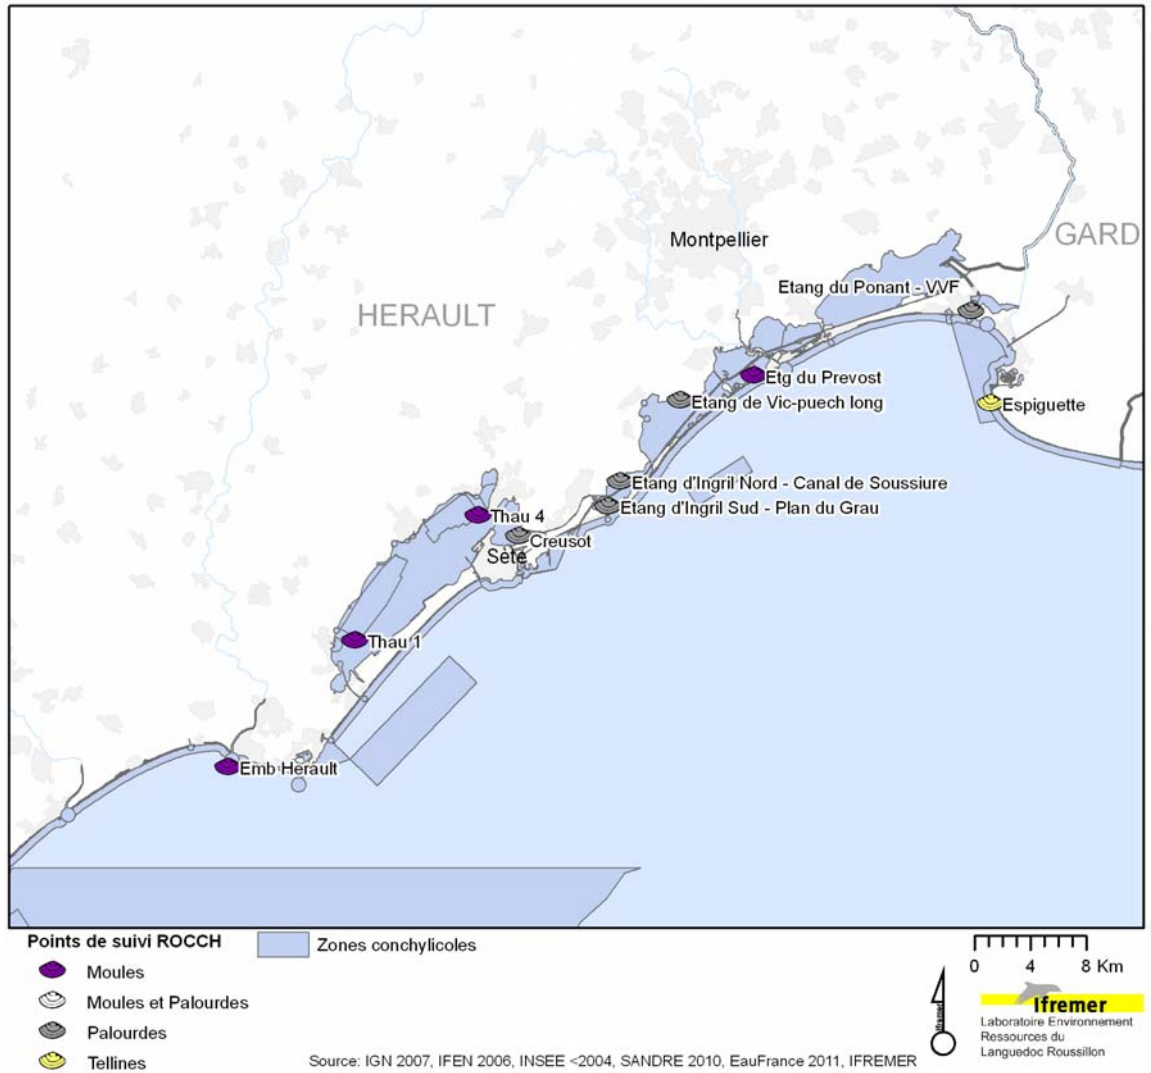 GARD
Montpellier
Etang du Ponant - VVF
HERAULT
Etg du Prevost
Etang de Vic-puech long
Espiguette
Etang d'Ingril Nord - Canal de Soussiure
Etang d'Ingril Sud - Plan du Grau
Thau 4
Creusot
Sète
Thau 1
Emb Herault
Points de suivi ROCCH
Zones conchylicoles
Moules
Moules et Palourdes
Palourdes
Tellines
0 4 8 Km
Ifremer
Ifremer
Laboratoire Environnement
Ressources du
Languedoc Roussillon
Source: IGN 2007, IFEN 2006, INSEE <2004, SANDRE 2010, EauFrance 2011, IFREMER